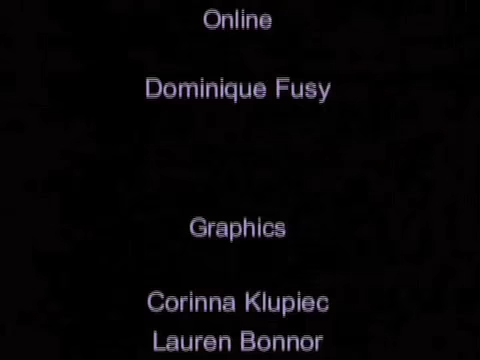 Online
Dominique Fusy
Graphics
Corinna Klupiec
Lauren Bonnor